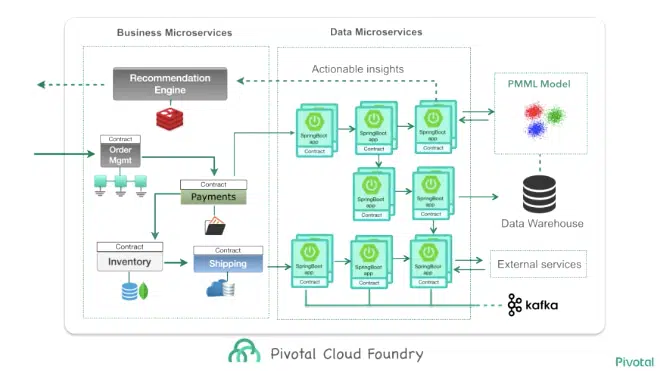 Business Microservices
Data Microservices
Recommendation
Engine
Actionable insights
PMML Model
SpringBoot
app
Contract
SpringBoot
app
Contract
SpringBoot
app
Contract
Contract
Order
Mgmt
Contract
Payments
SpringBoot
app
Contract
SpringBoot
app
Contract
Data Warehouse
Contract
Inventory
Contract
Shipping
SpringBoot
app
Contract
SpringBoot
app
Contract
SpringBoot
app
Contract
External services
kafka
Pivotal Cloud Foundry
Pivotal